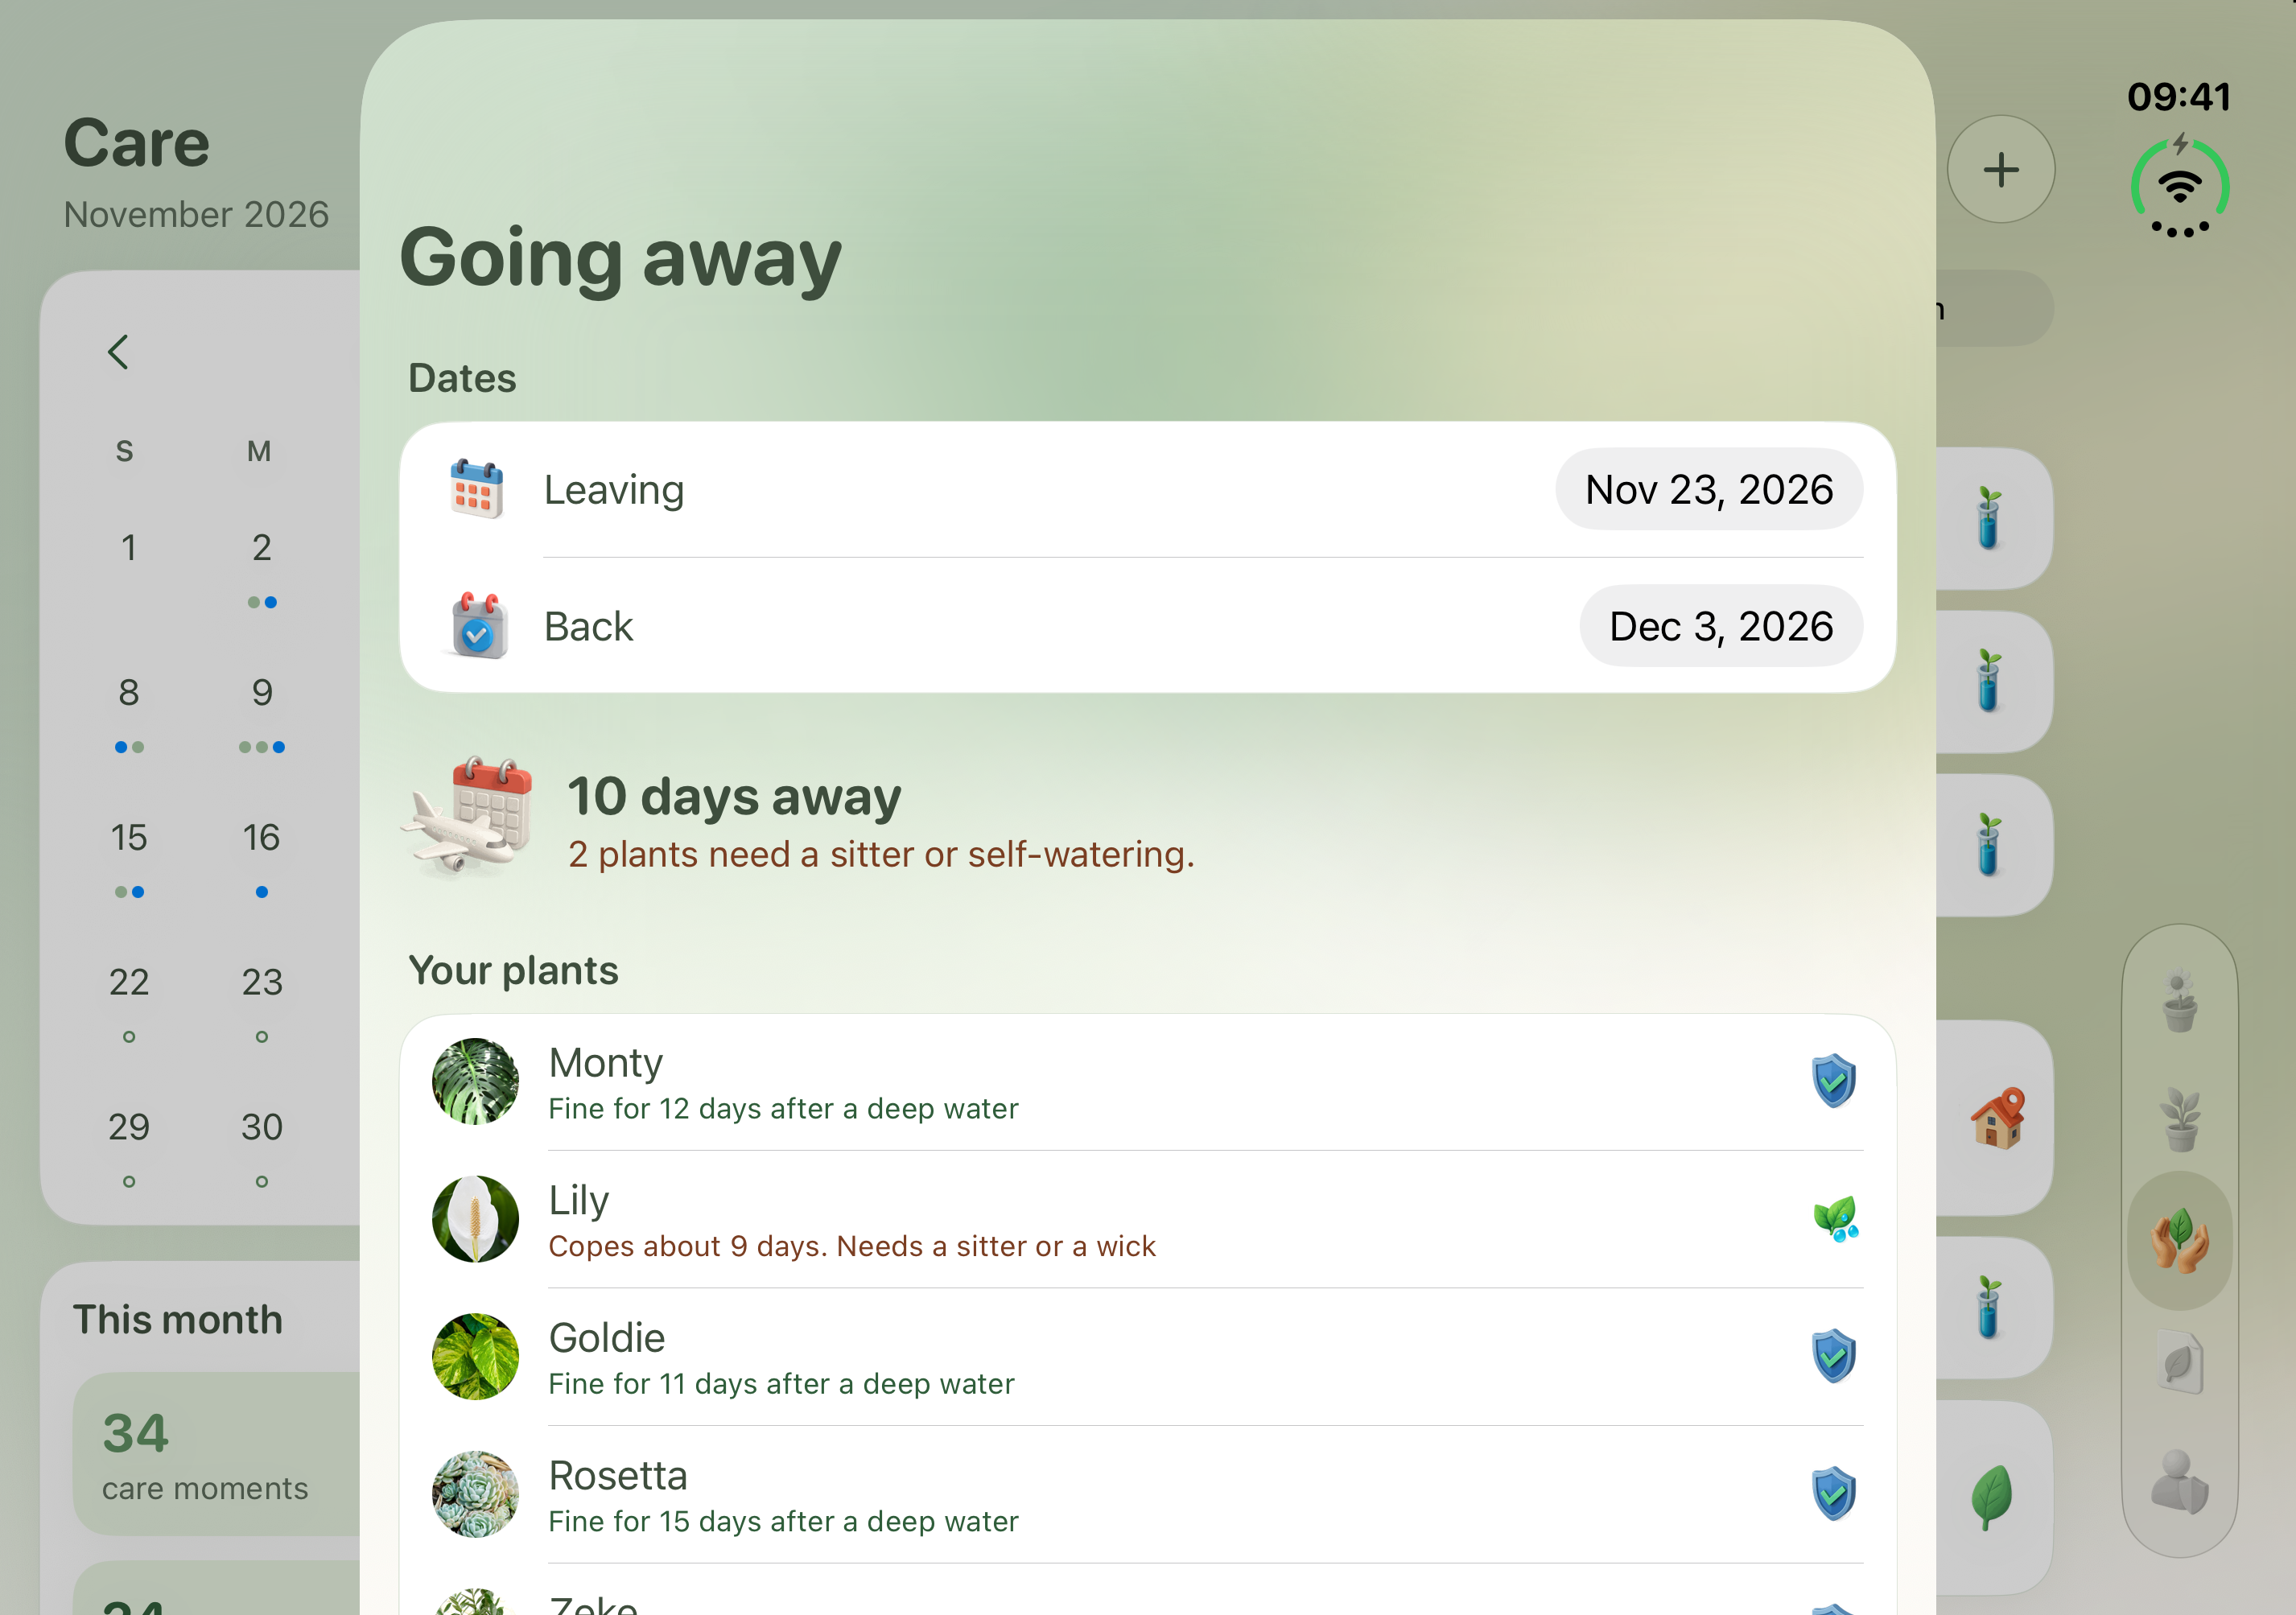 09:41
Care
November 2026
S M
1 2
8 9
15 16
22 23
29 30
This month
34
care moments
Going away
Dates
Leaving
Nov 23, 2026
Back
Dec 3, 2026
10 days away
2 plants need a sitter or self-watering.
Your plants
Monty
Fine for 12 days after a deep water
Lily
Copes about 9 days. Needs a sitter or a wick
Goldie
Fine for 11 days after a deep water
Rosetta
Fine for 15 days after a deep water
Zeke